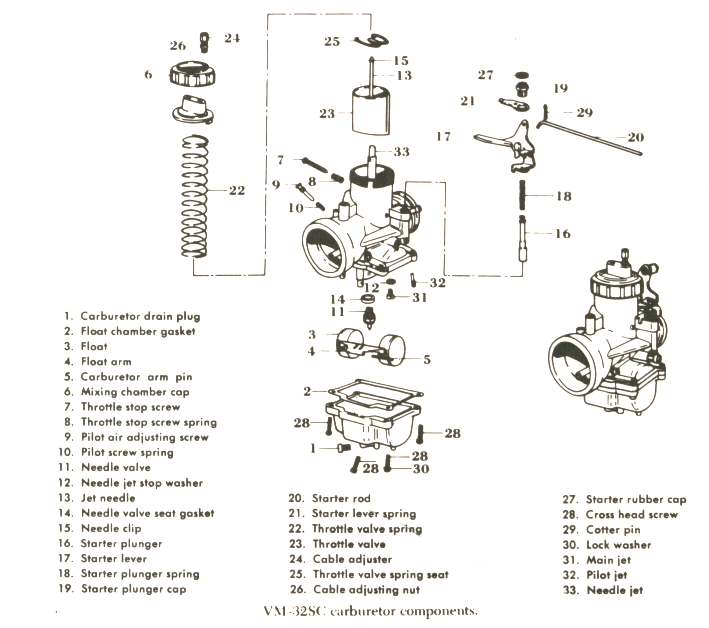 24
26
25
6
15
13
23
27
19
21
29
17
20
33
7
8
9
22
10
18
16
12
32
14
31
11
3
4
5
2
28
28
1
28
28
30
1. Carburetor drain plug
2. Float chamber gasket
3. Float
4. Float arm
5. Carburetor arm pin
6. Mixing chamber cap
7. Throttle stop screw
8. Throttle stop screw spring
9. Pilot air adjusting screw
10. Pilot screw spring
11. Needle valve
12. Needle jet stop washer
13. Jet needle
14. Needle valve seat gasket
15. Needle clip
16. Starter plunger
17. Starter lever
18. Starter plunger spring
19. Starter plunger cap
20. Starter rod
21. Starter lever spring
22. Throttle valve spring
23. Throttle valve
24. Cable adjuster
25. Throttle valve spring seat
26. Cable adjusting nut
27. Starter rubber cap
28. Cross head screw
29. Cotter pin
30. Lock washer
31. Main jet
32. Pilot jet
33. Needle jet
VM-32SC carburetor components.